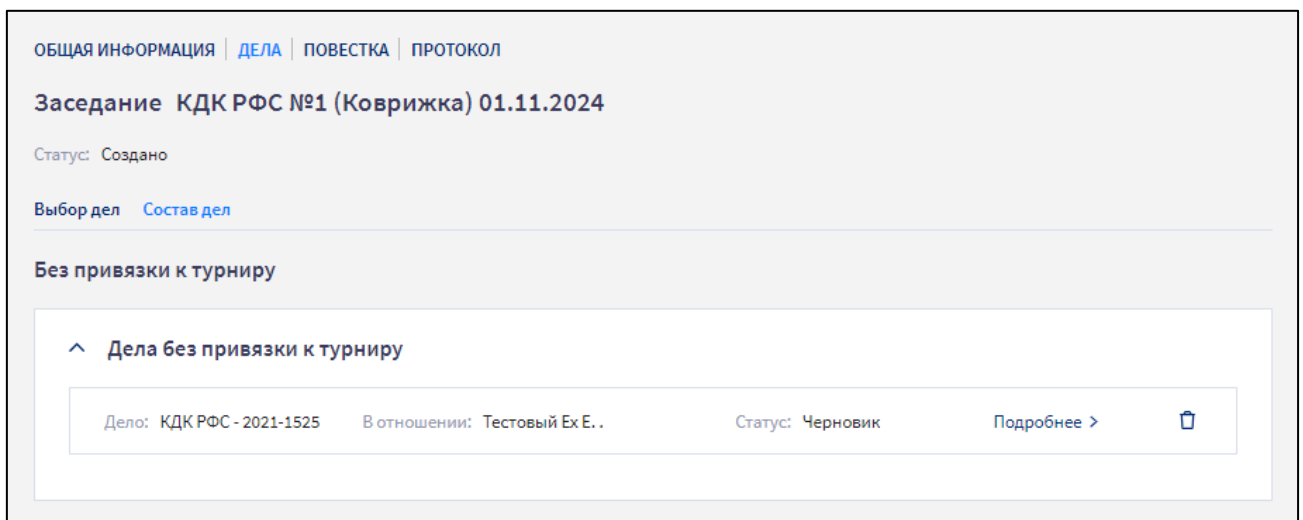 ОБЩАЯ ИНФОРМАЦИЯ ДЕЛА ПОВЕСТКА ПРОТОКОЛ
Заседание КДК РФС №1 (Коврижка) 01.11.2024
Статус: Создано
Выбор дел Состав дел
Без привязки к турниру
Дела без привязки к турниру
Дело: КДК РФС - 2021-1525 В отношении: Тестовый Ex E. . Статус: Черновик Подробнее >